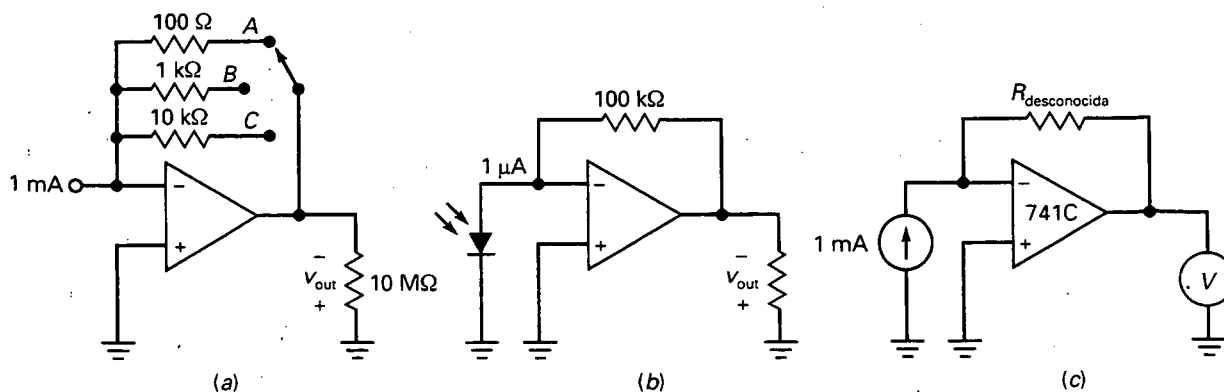 100 Ω
A
1 kΩ
B
10 kΩ
C
1 mA
−
+
−
v_out
+
10 MΩ
(a)
100 kΩ
1 μA
−
+
−
v_out
+
(b)
R_desconocida
−
741C
+
1 mA
V
(c)